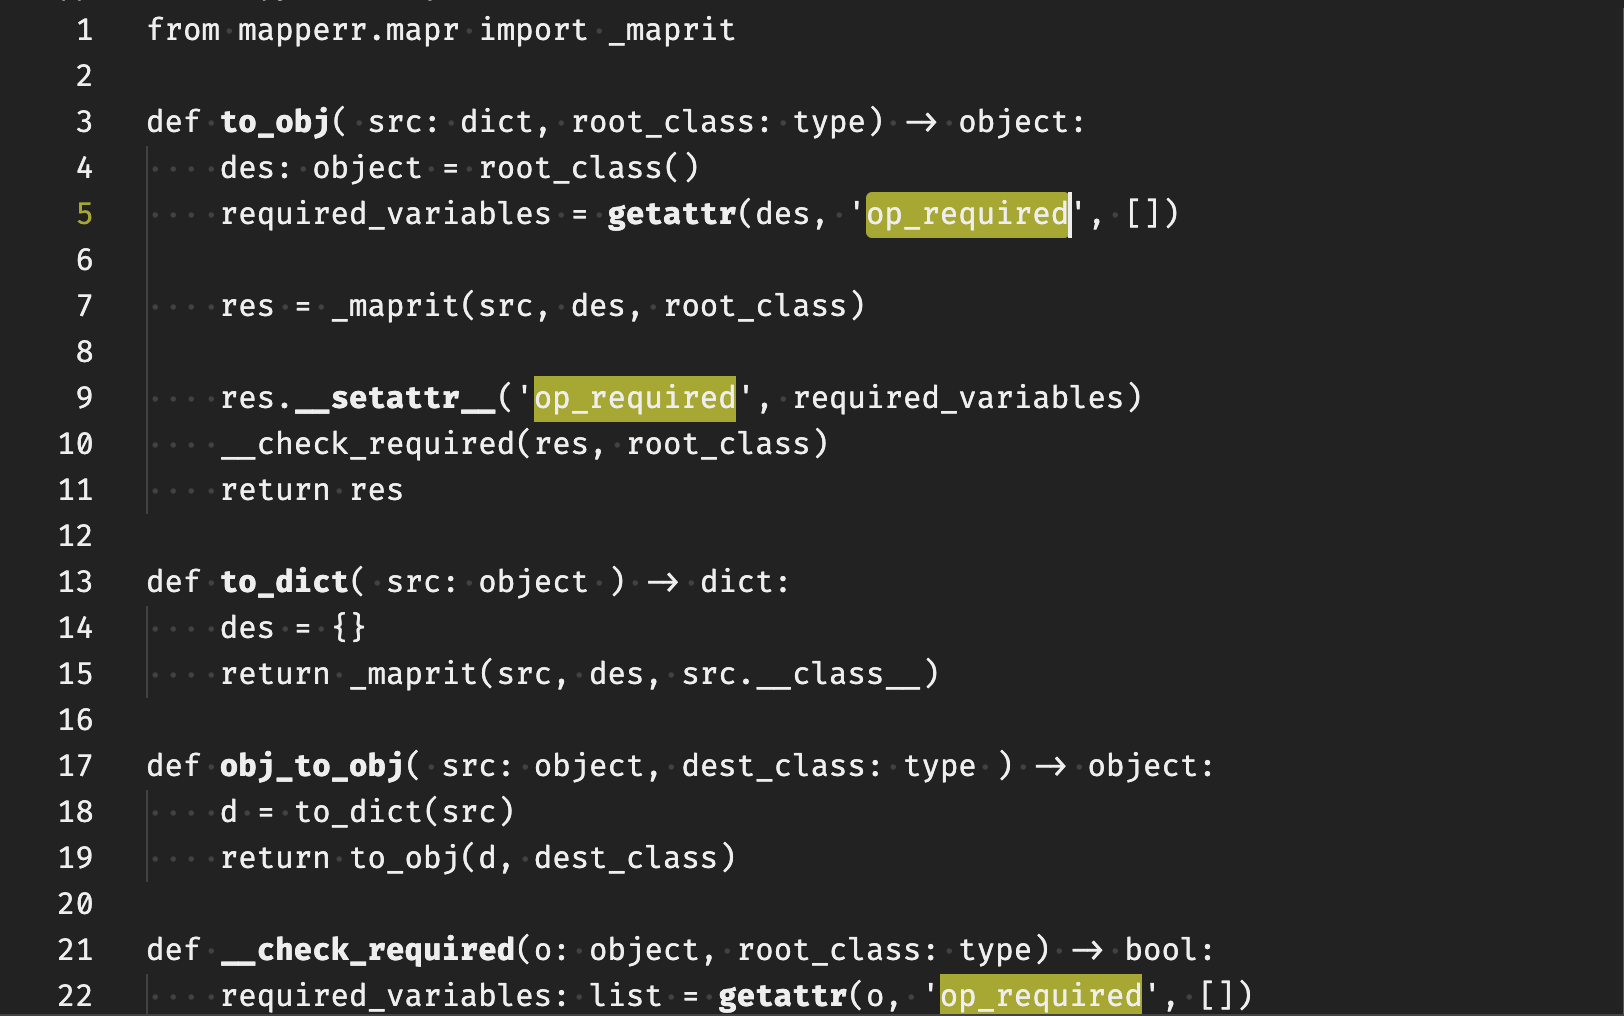 1 from mapperr.mapr import _maprit
2
3 def to_obj( src: dict, root_class: type) → object:
4 des: object = root_class()
5 required_variables = getattr(des, 'op_required', [])
6
7 res = _maprit(src, des, root_class)
8
9 res.__setattr__('op_required', required_variables)
10 __check_required(res, root_class)
11 return res
12
13 def to_dict( src: object ) → dict:
14 des = {}
15 return _maprit(src, des, src.__class__)
16
17 def obj_to_obj( src: object, dest_class: type ) → object:
18 d = to_dict(src)
19 return to_obj(d, dest_class)
20
21 def __check_required(o: object, root_class: type) → bool:
22 required_variables: list = getattr(o, 'op_required', [])